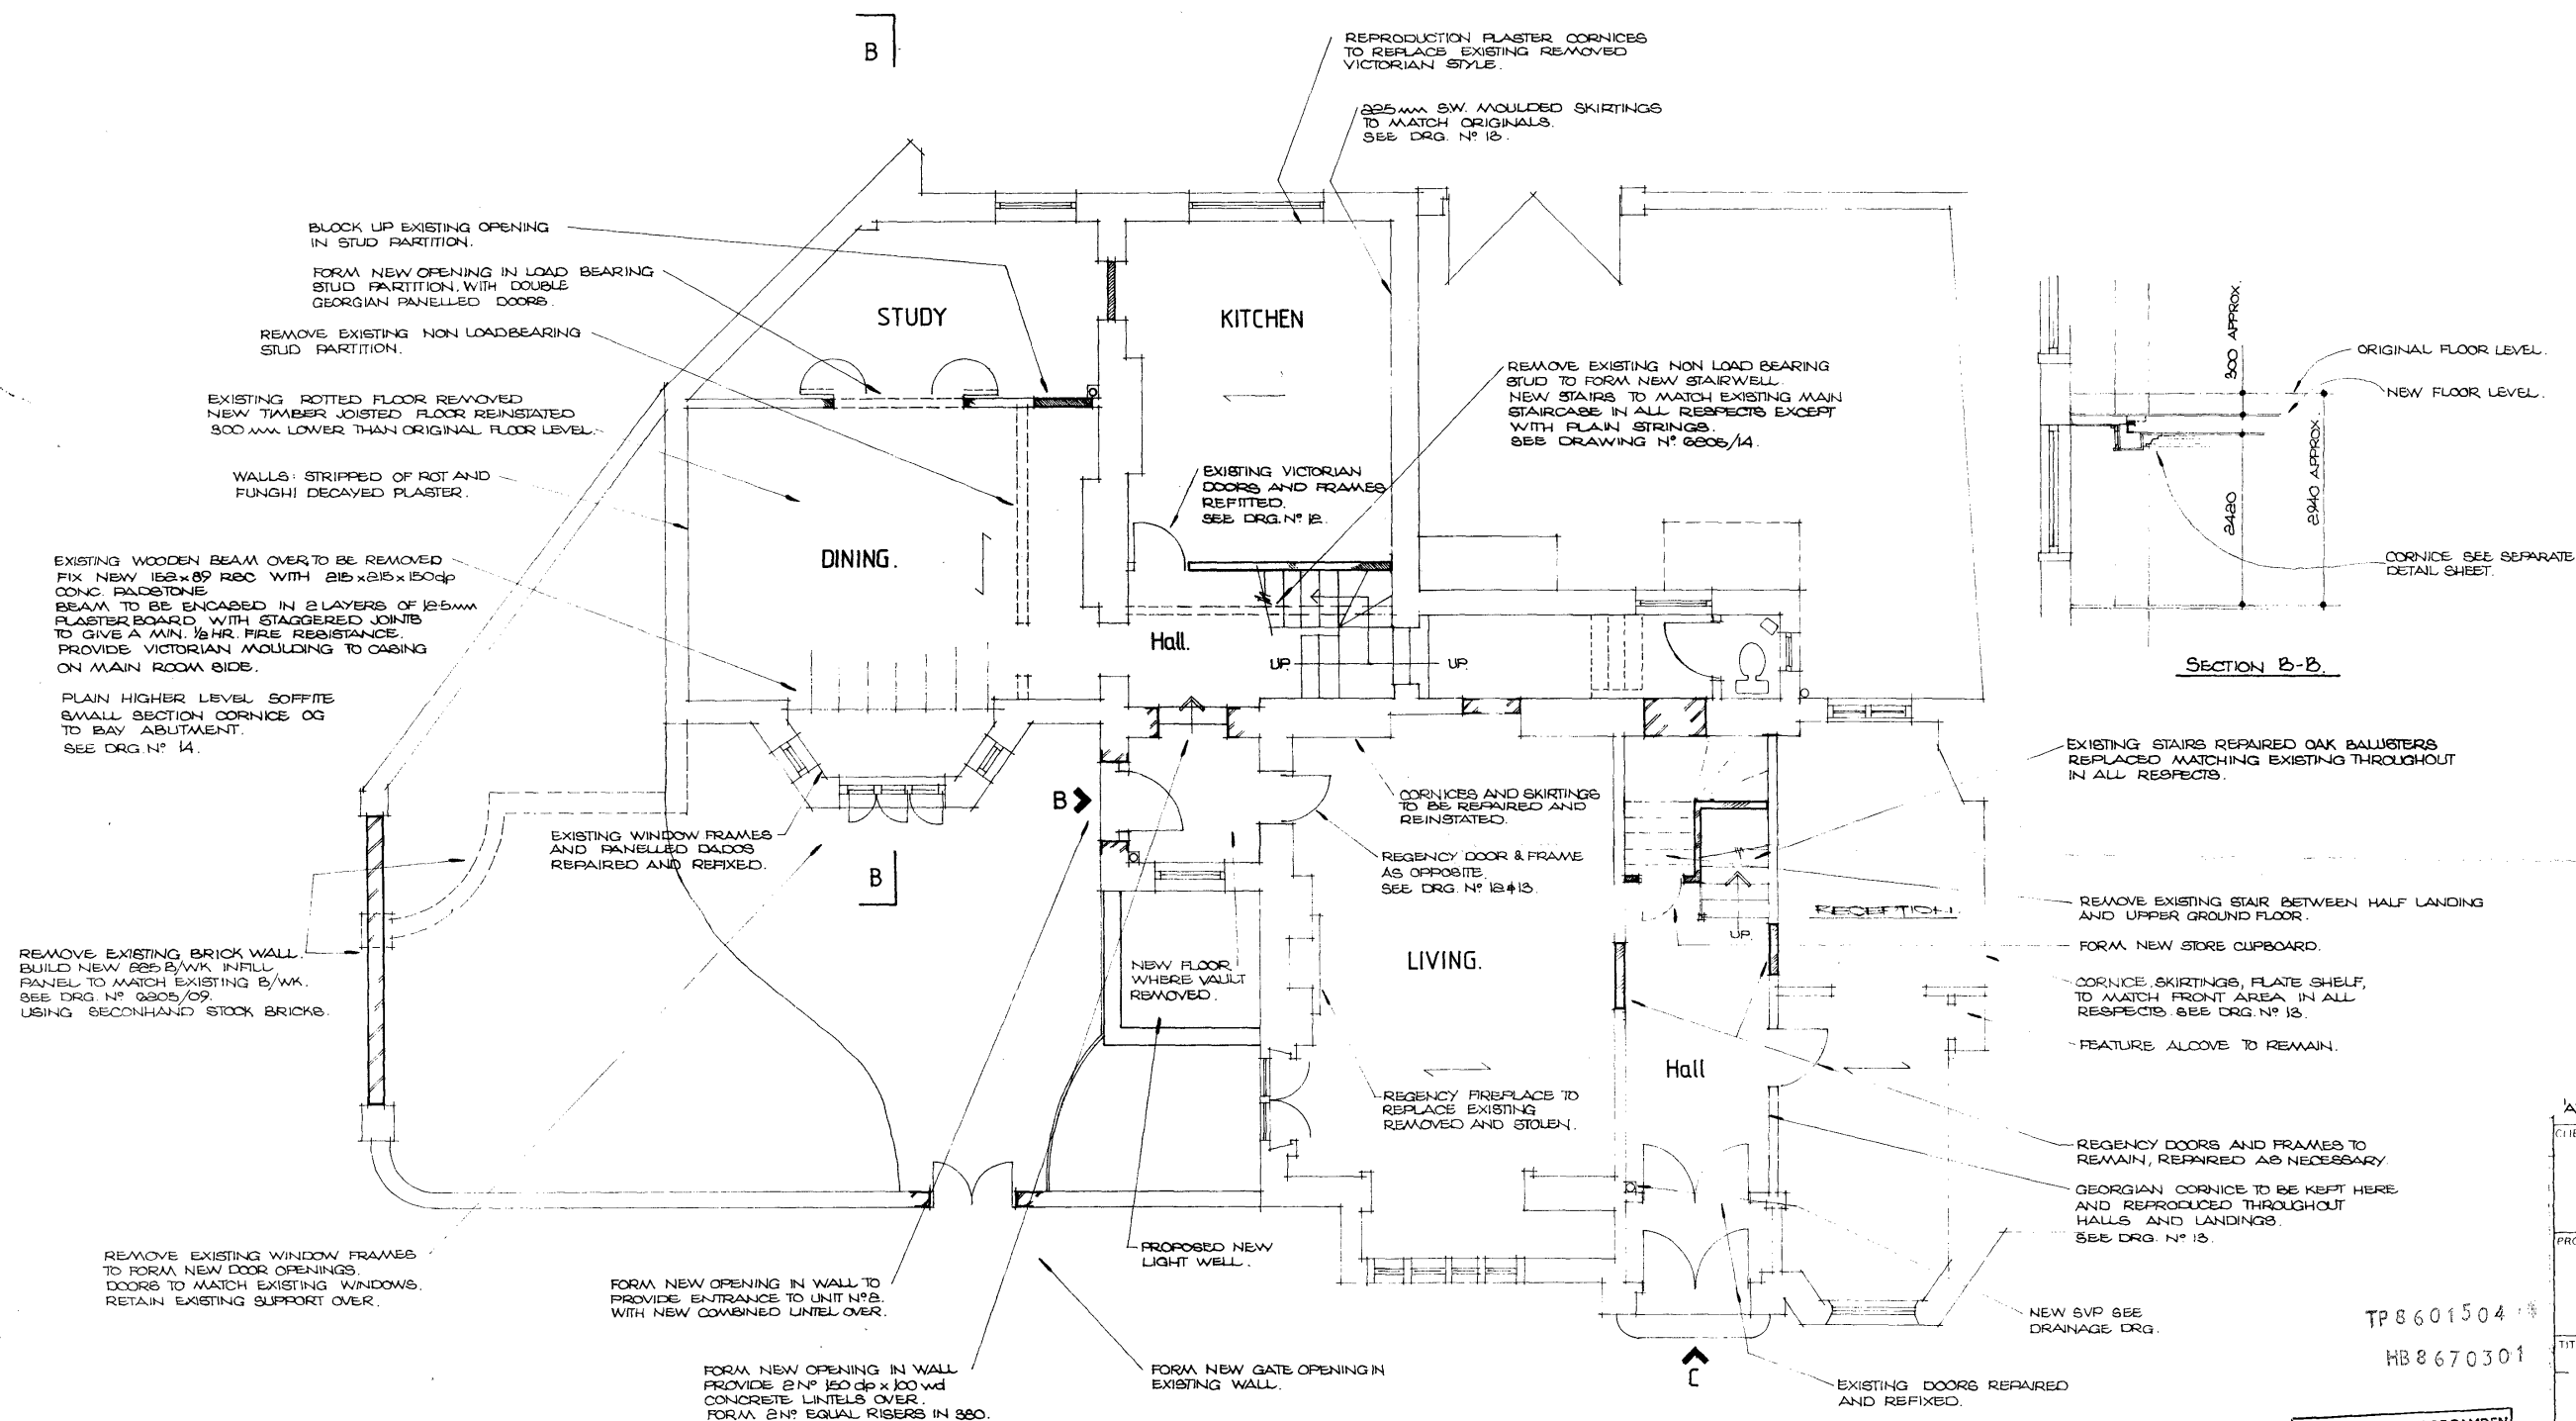 B
REPRODUCTION PLASTER CORNICES
TO REPLACE EXISTING REMOVED
VICTORIAN STYLE.
225mm SW. MOULDED SKIRTINGS
TO MATCH ORIGINALS.
SEE DRG. Nº 13.
BLOCK UP EXISTING OPENING
IN STUD PARTITION.
FORM NEW OPENING IN LOAD BEARING
STUD PARTITION, WITH DOUBLE
GEORGIAN PANELLED DOORS.
REMOVE EXISTING NON LOADBEARING
STUD PARTITION.
EXISTING ROTTED FLOOR REMOVED
NEW TIMBER JOISTED FLOOR REINSTATED
300 mm LOWER THAN ORIGINAL FLOOR LEVEL.
WALLS: STRIPPED OF ROT AND
FUNGHI DECAYED PLASTER.
EXISTING WOODEN BEAM OVER, TO BE REMOVED
FIX NEW 152x89 RSC WITH 215x215x150dp
CONC. PADSTONE
BEAM TO BE ENCASED IN 2 LAYERS OF 12.5mm
PLASTERBOARD WITH STAGGERED JOINTS
TO GIVE A MIN. ½ HR. FIRE RESISTANCE.
PROVIDE VICTORIAN MOULDING TO CASING
ON MAIN ROOM SIDE.
PLAIN HIGHER LEVEL SOFFITE
SMALL SECTION CORNICE OG
TO BAY ABUTMENT.
SEE DRG. Nº 14.
STUDY
KITCHEN
DINING.
Hall.
UP.
UP.
EXISTING VICTORIAN
DOORS AND FRAMES
REFITTED.
SEE DRG. Nº 12.
REMOVE EXISTING NON LOAD BEARING
STUD TO FORM NEW STAIRWELL.
NEW STAIRS TO MATCH EXISTING MAIN
STAIRCASE IN ALL RESPECTS EXCEPT
WITH PLAIN STRINGS.
SEE DRAWING Nº 6805/14.
300 APPROX.
2420
2940 APPROX.
ORIGINAL FLOOR LEVEL.
NEW FLOOR LEVEL.
CORNICE SEE SEPARATE
DETAIL SHEET.
SECTION B-B.
EXISTING STAIRS REPAIRED OAK BALUSTERS
REPLACED MATCHING EXISTING THROUGHOUT
IN ALL RESPECTS.
B
B
EXISTING WINDOW FRAMES
AND PANELLED DADOS
REPAIRED AND REFIXED.
CORNICES AND SKIRTINGS
TO BE REPAIRED AND
REINSTATED.
REGENCY DOOR & FRAME
AS OPPOSITE.
SEE DRG. Nº 12&13.
REMOVE EXISTING STAIR BETWEEN HALF LANDING
AND UPPER GROUND FLOOR.
RECEPTION.
UP.
FORM NEW STORE CUPBOARD.
LIVING.
NEW FLOOR
WHERE VAULT
REMOVED.
REMOVE EXISTING BRICK WALL.
BUILD NEW 225 B/WK INFILL
PANEL TO MATCH EXISTING B/WK.
SEE DRG. Nº 6805/09.
USING SECONHAND STOCK BRICKS.
CORNICE, SKIRTINGS, PLATE SHELF,
TO MATCH FRONT AREA IN ALL
RESPECTS. SEE DRG. Nº 13.
FEATURE ALCOVE TO REMAIN.
Hall
REGENCY FIREPLACE TO
REPLACE EXISTING
REMOVED AND STOLEN.
REGENCY DOORS AND FRAMES TO
REMAIN, REPAIRED AS NECESSARY.
GEORGIAN CORNICE TO BE KEPT HERE
AND REPRODUCED THROUGHOUT
HALLS AND LANDINGS.
SEE DRG. Nº 13.
REMOVE EXISTING WINDOW FRAMES
TO FORM NEW DOOR OPENINGS.
DOORS TO MATCH EXISTING WINDOWS.
RETAIN EXISTING SUPPORT OVER.
PROPOSED NEW
LIGHT WELL.
FORM NEW OPENING IN WALL TO
PROVIDE ENTRANCE TO UNIT Nº 2.
WITH NEW COMBINED LINTEL OVER.
NEW SVP SEE
DRAINAGE DRG.
TP 8601504
HB 8670301
FORM NEW OPENING IN WALL
PROVIDE 2Nº 150 dp x 100 wd
CONCRETE LINTELS OVER.
FORM 2Nº EQUAL RISERS IN 380.
FORM NEW GATE OPENING IN
EXISTING WALL.
C
EXISTING DOORS REPAIRED
AND REFIXED.